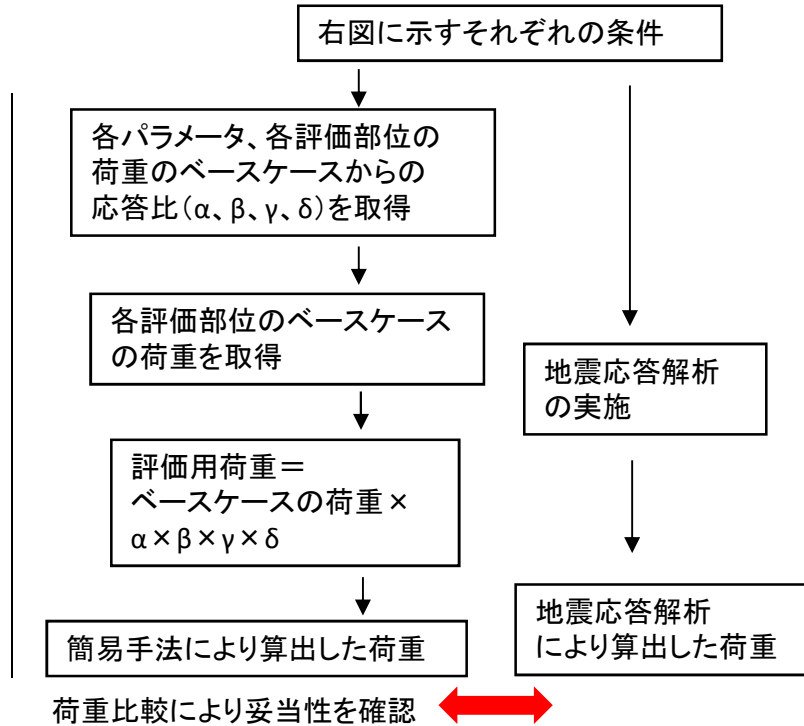 右図に示すそれぞれの条件
各パラメータ、各評価部位の
荷重のベースケースからの
応答比(α、β、γ、δ)を取得
各評価部位のベースケース
の荷重を取得
評価用荷重＝
ベースケースの荷重×
α×β×γ×δ
簡易手法により算出した荷重
地震応答解析
の実施
地震応答解析
により算出した荷重
荷重比較により妥当性を確認